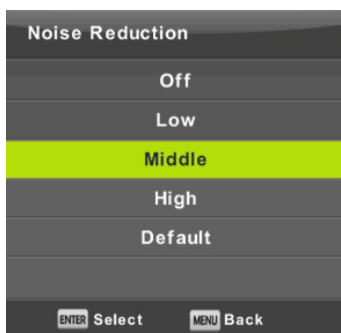 Noise Reduction
Off
Low
Middle
High
Default
ENTER Select MENU Back